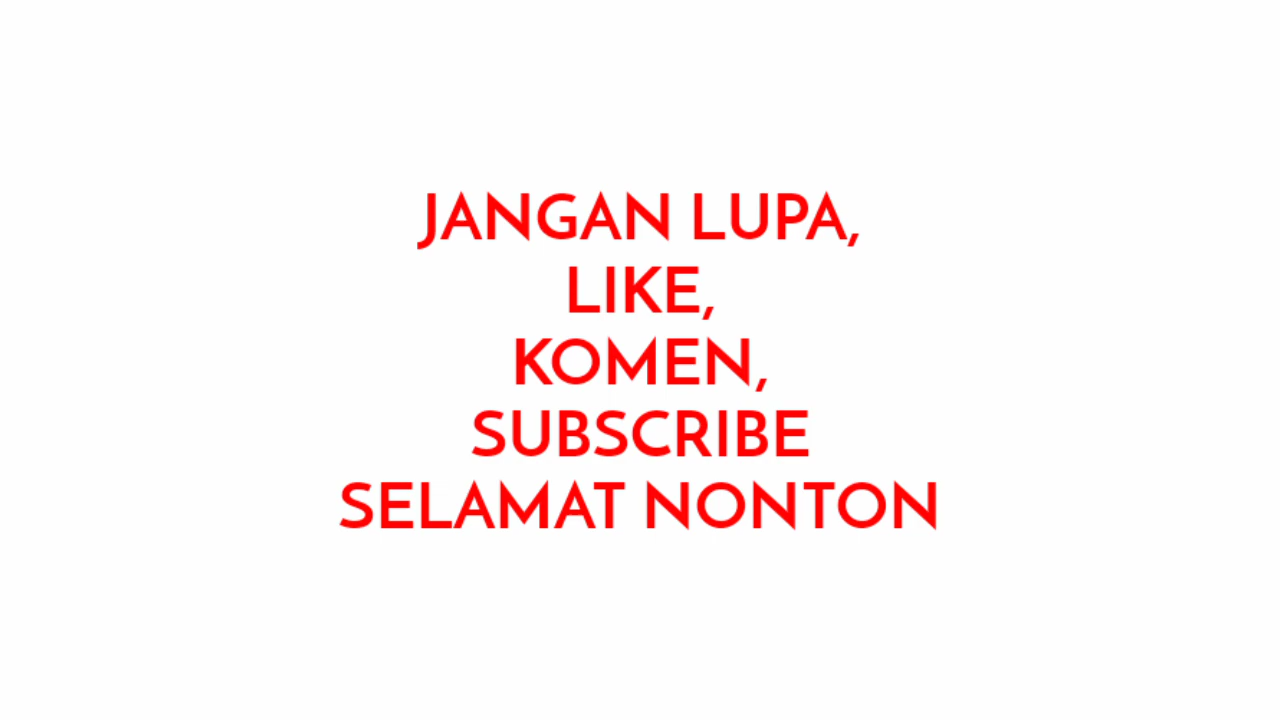 JANGAN LUPA,
LIKE,
KOMEN,
SUBSCRIBE
SELAMAT NONTON